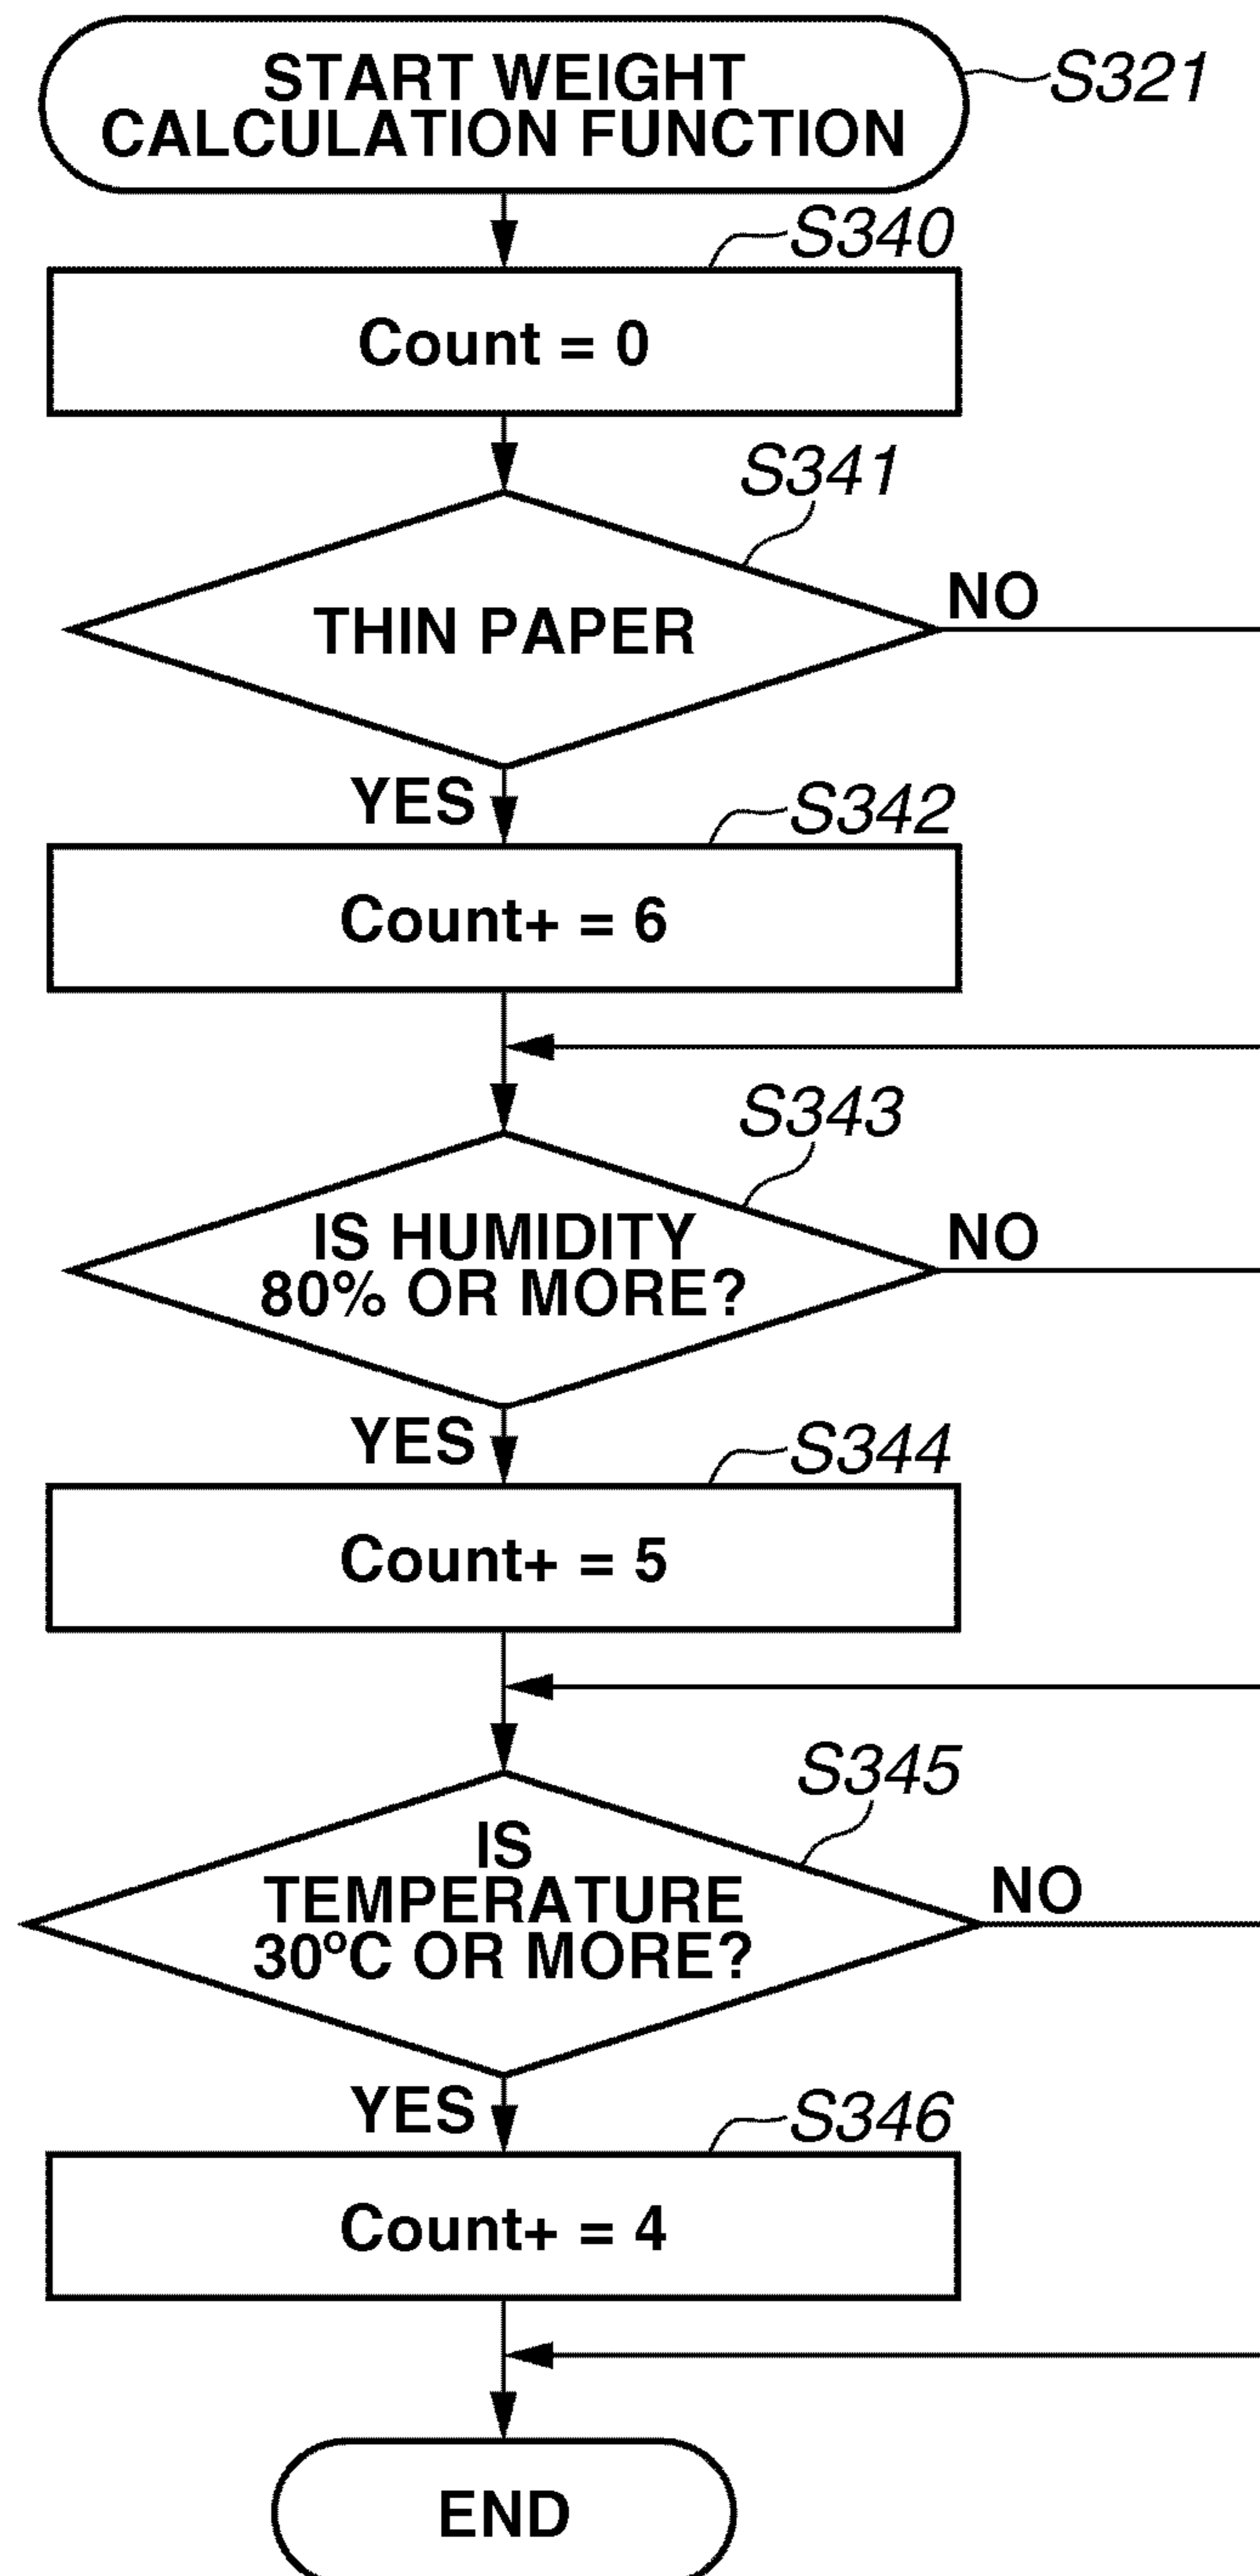 START WEIGHT
CALCULATION FUNCTION
S321
S340
Count = 0
S341
THIN PAPER
NO
YES
S342
Count+ = 6
S343
IS HUMIDITY
80% OR MORE?
NO
YES
S344
Count+ = 5
S345
IS
TEMPERATURE
30ºC OR MORE?
NO
YES
S346
Count+ = 4
END